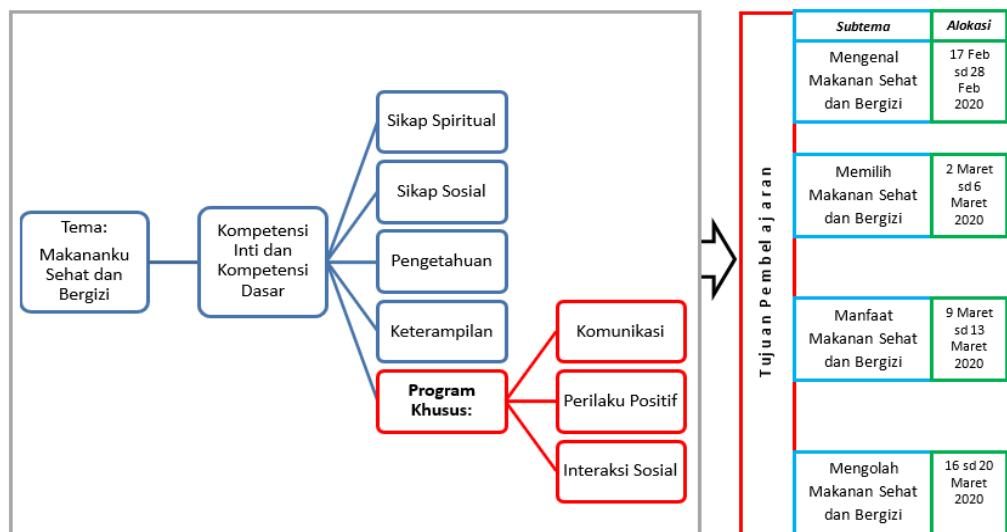 Tema:
Makananku
Sehat dan
Bergizi
Kompetensi
Inti dan
Kompetensi
Dasar
Sikap Spiritual
Sikap Sosial
Pengetahuan
Keterampilan
Program
Khusus:
Komunikasi
Perilaku Positif
Interaksi Sosial
Tujuan Pembelajaran
Subtema
Alokasi
Mengenal
Makanan Sehat
dan Bergizi
17 Feb
sd 28
Feb
2020
Memilih
Makanan Sehat
dan Bergizi
2 Maret
sd 6
Maret
2020
Manfaat
Makanan Sehat
dan Bergizi
9 Maret
sd 13
Maret
2020
Mengolah
Makanan Sehat
dan Bergizi
16 sd 20
Maret
2020